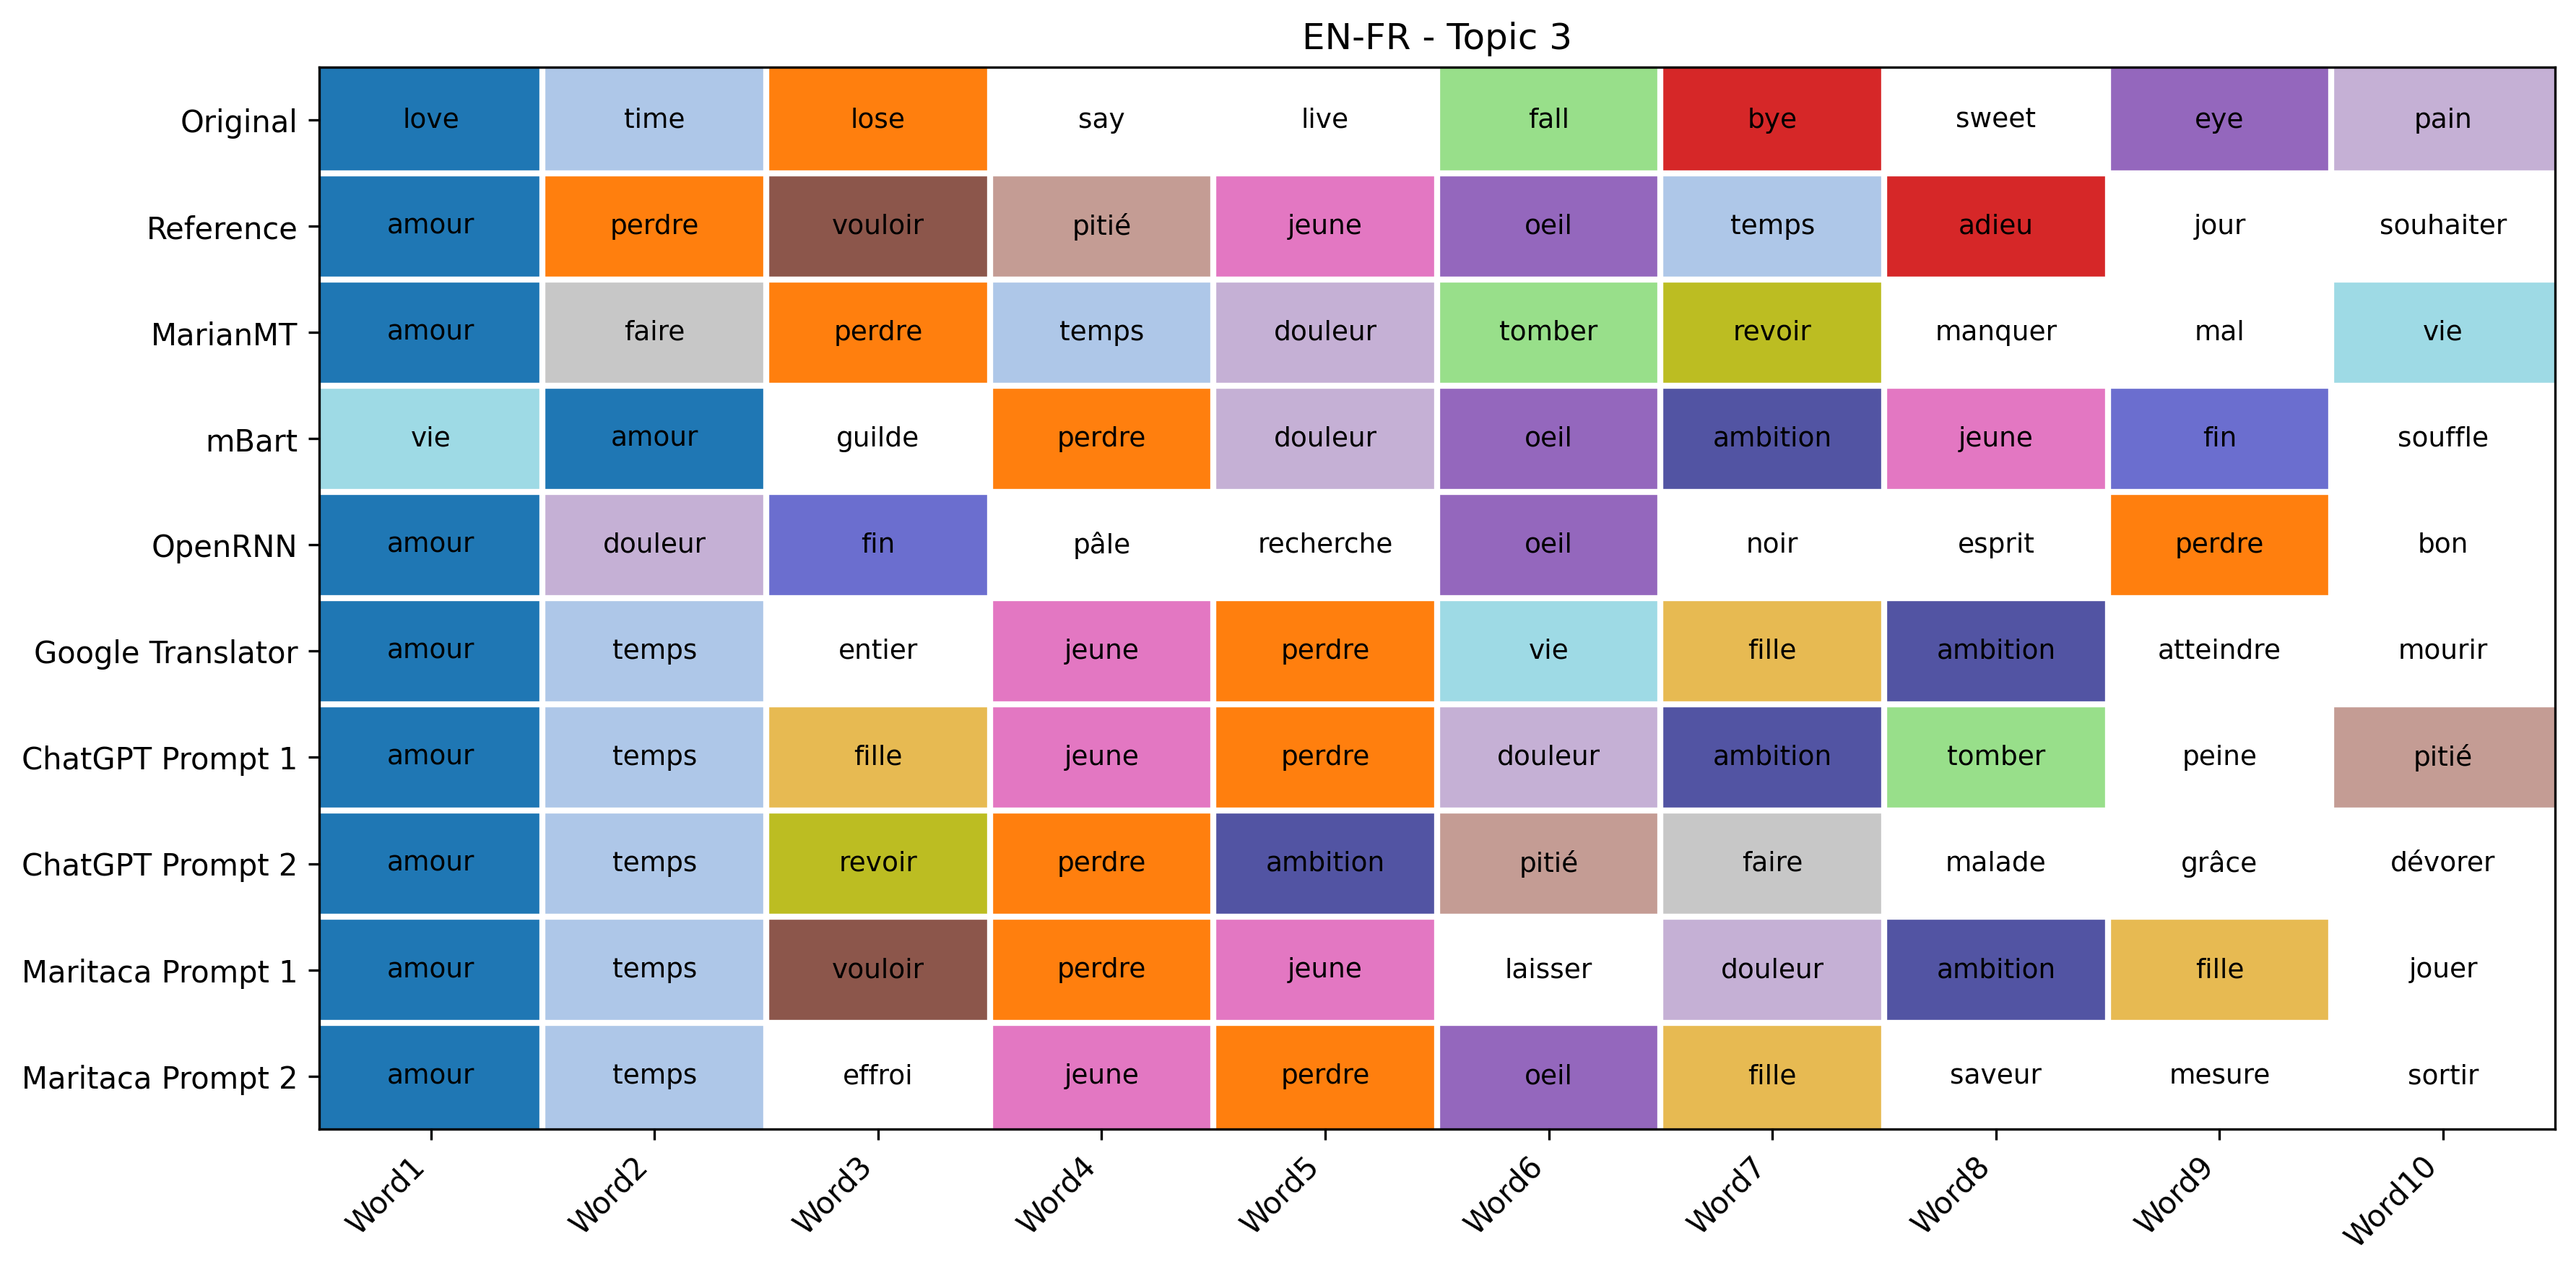 EN-FR - Topic 3
Original love time lose say live fall bye sweet eye pain
Reference amour perdre vouloir pitié jeune oeil temps adieu jour souhaiter
MarianMT amour faire perdre temps douleur tomber revoir manquer mal vie
mBart vie amour guilde perdre douleur oeil ambition jeune fin souffle
OpenRNN amour douleur fin pâle recherche oeil noir esprit perdre bon
Google Translator amour temps entier jeune perdre vie fille ambition atteindre mourir
ChatGPT Prompt 1 amour temps fille jeune perdre douleur ambition tomber peine pitié
ChatGPT Prompt 2 amour temps revoir perdre ambition pitié faire malade grâce dévorer
Maritaca Prompt 1 amour temps vouloir perdre jeune laisser douleur ambition fille jouer
Maritaca Prompt 2 amour temps effroi jeune perdre oeil fille saveur mesure sortir
Word1 Word2 Word3 Word4 Word5 Word6 Word7 Word8 Word9 Word10